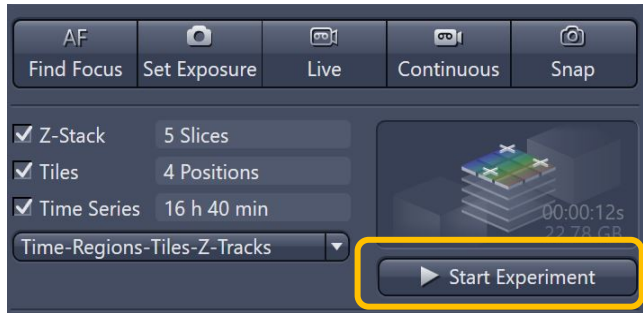 AF
Find Focus
Set Exposure
Live
Continuous
Snap
Z-Stack
5 Slices
Tiles
4 Positions
Time Series
16 h 40 min
00:00:12s
22.78 GB
Time-Regions-Tiles-Z-Tracks
Start Experiment